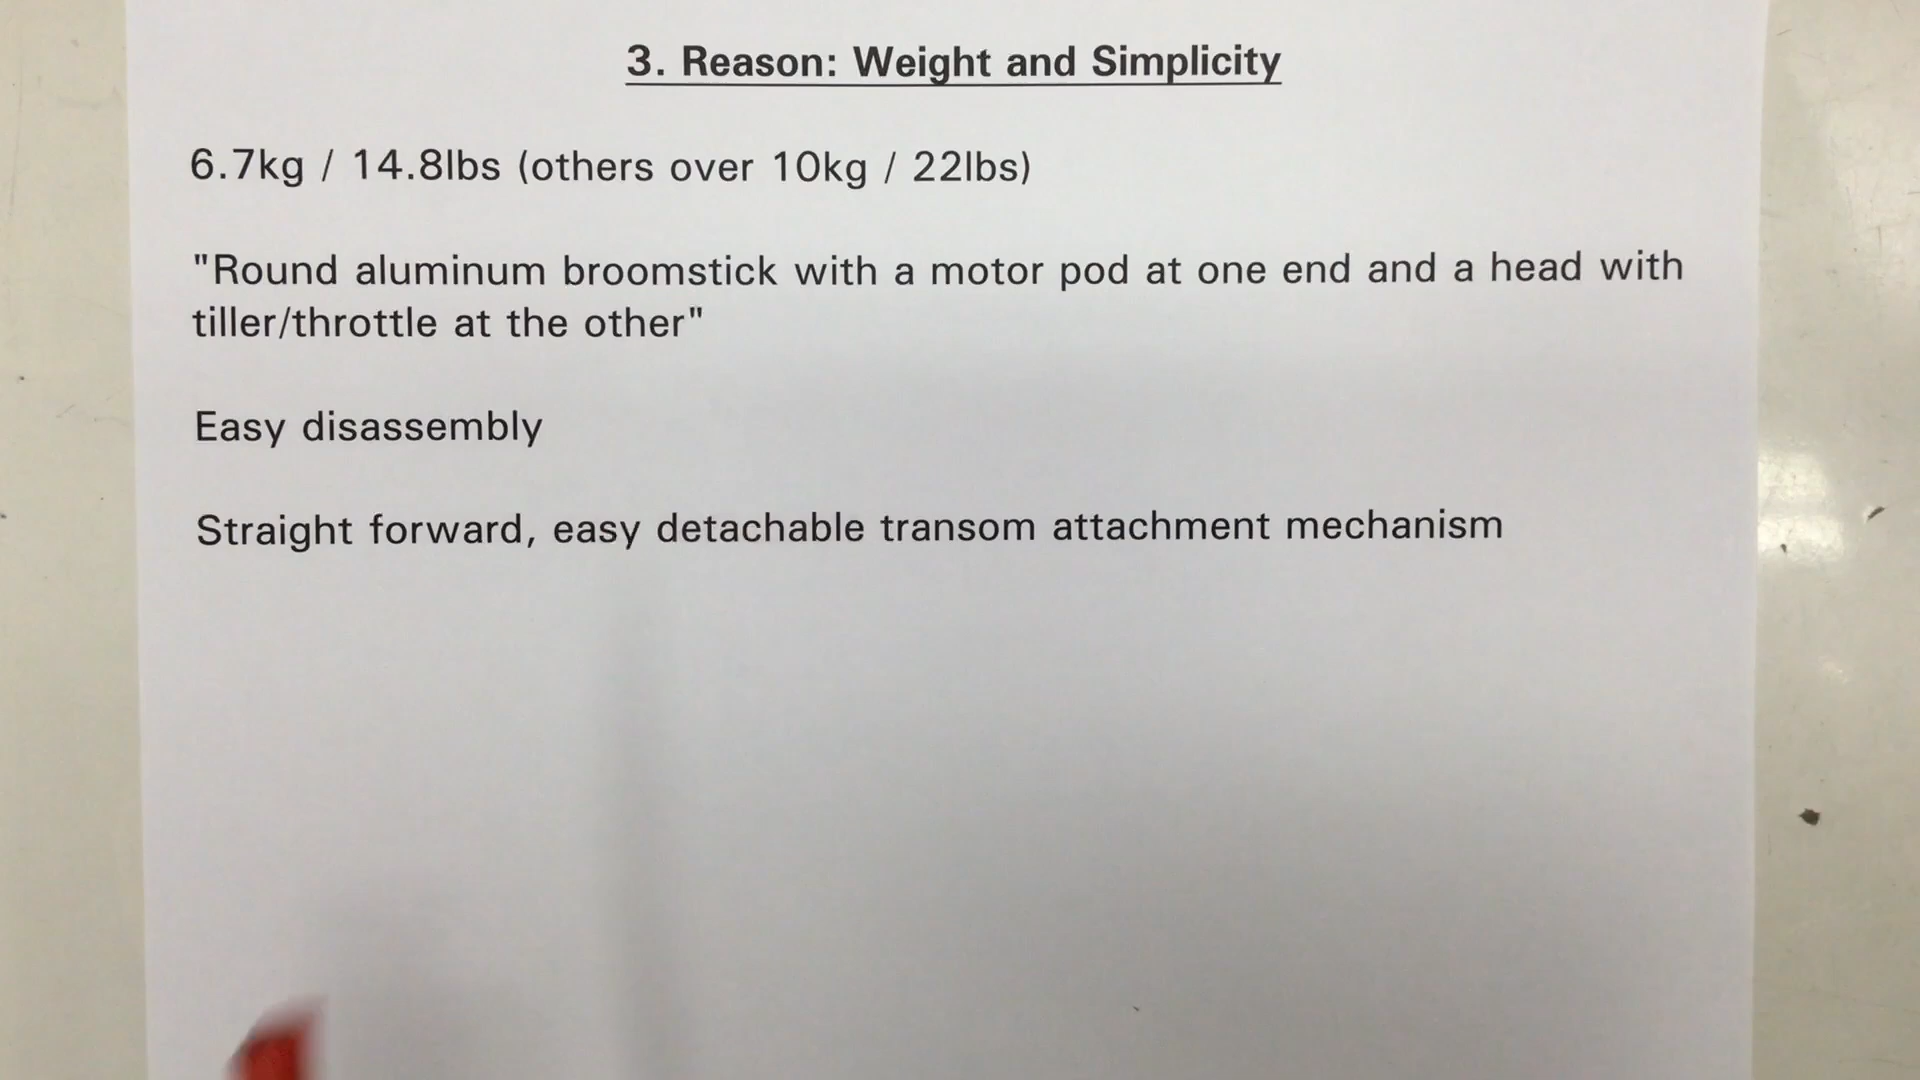 3. Reason: Weight and Simplicity
6.7kg / 14.8lbs (others over 10kg / 22lbs)
"Round aluminum broomstick with a motor pod at one end and a head with
tiller/throttle at the other"
Easy disassembly
Straight forward, easy detachable transom attachment mechanism